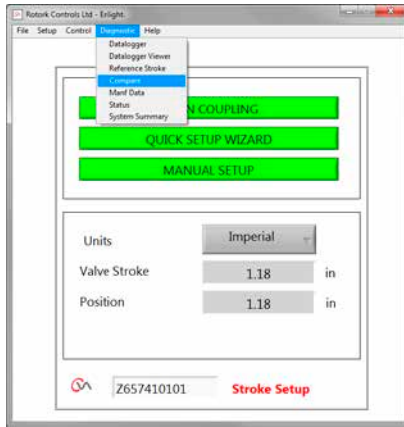 Rotork Controls Ltd - Enlight.
File Setup Control Diagnostic Help
Datalogger
Datalogger Viewer
Reference Stroke
Compare
Manf Data
Status
System Summary
N COUPLING
QUICK SETUP WIZARD
MANUAL SETUP
Units Imperial
Valve Stroke 1.18 in
Position 1.18 in
Z657410101 Stroke Setup